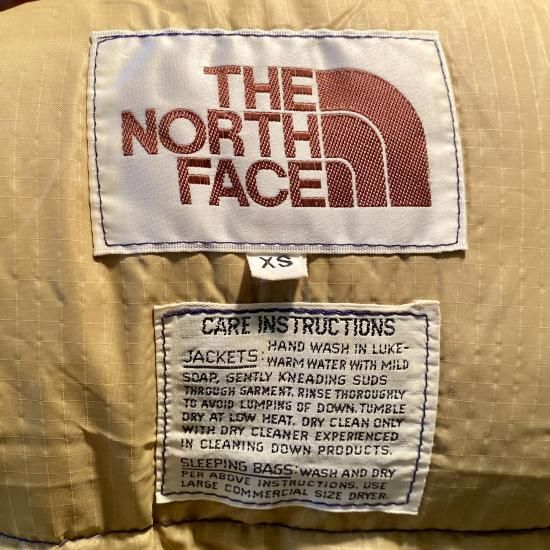 THE
NORTH
FACE
XS
CARE INSTRUCTIONS
JACKETS: HAND WASH IN LUKE-
WARM WATER WITH MILD
SOAP, GENTLY KNEADING SUDS
THROUGH GARMENT. RINSE THOROUGHLY
TO AVOID LUMPING OF DOWN. TUMBLE
DRY AT LOW HEAT. DRY CLEAN ONLY
WITH DRY CLEANER EXPERIENCED
IN CLEANING DOWN PRODUCTS.
SLEEPING BAGS: WASH AND DRY
PER ABOVE INSTRUCTIONS. USE
LARGE COMMERCIAL SIZE DRYER.